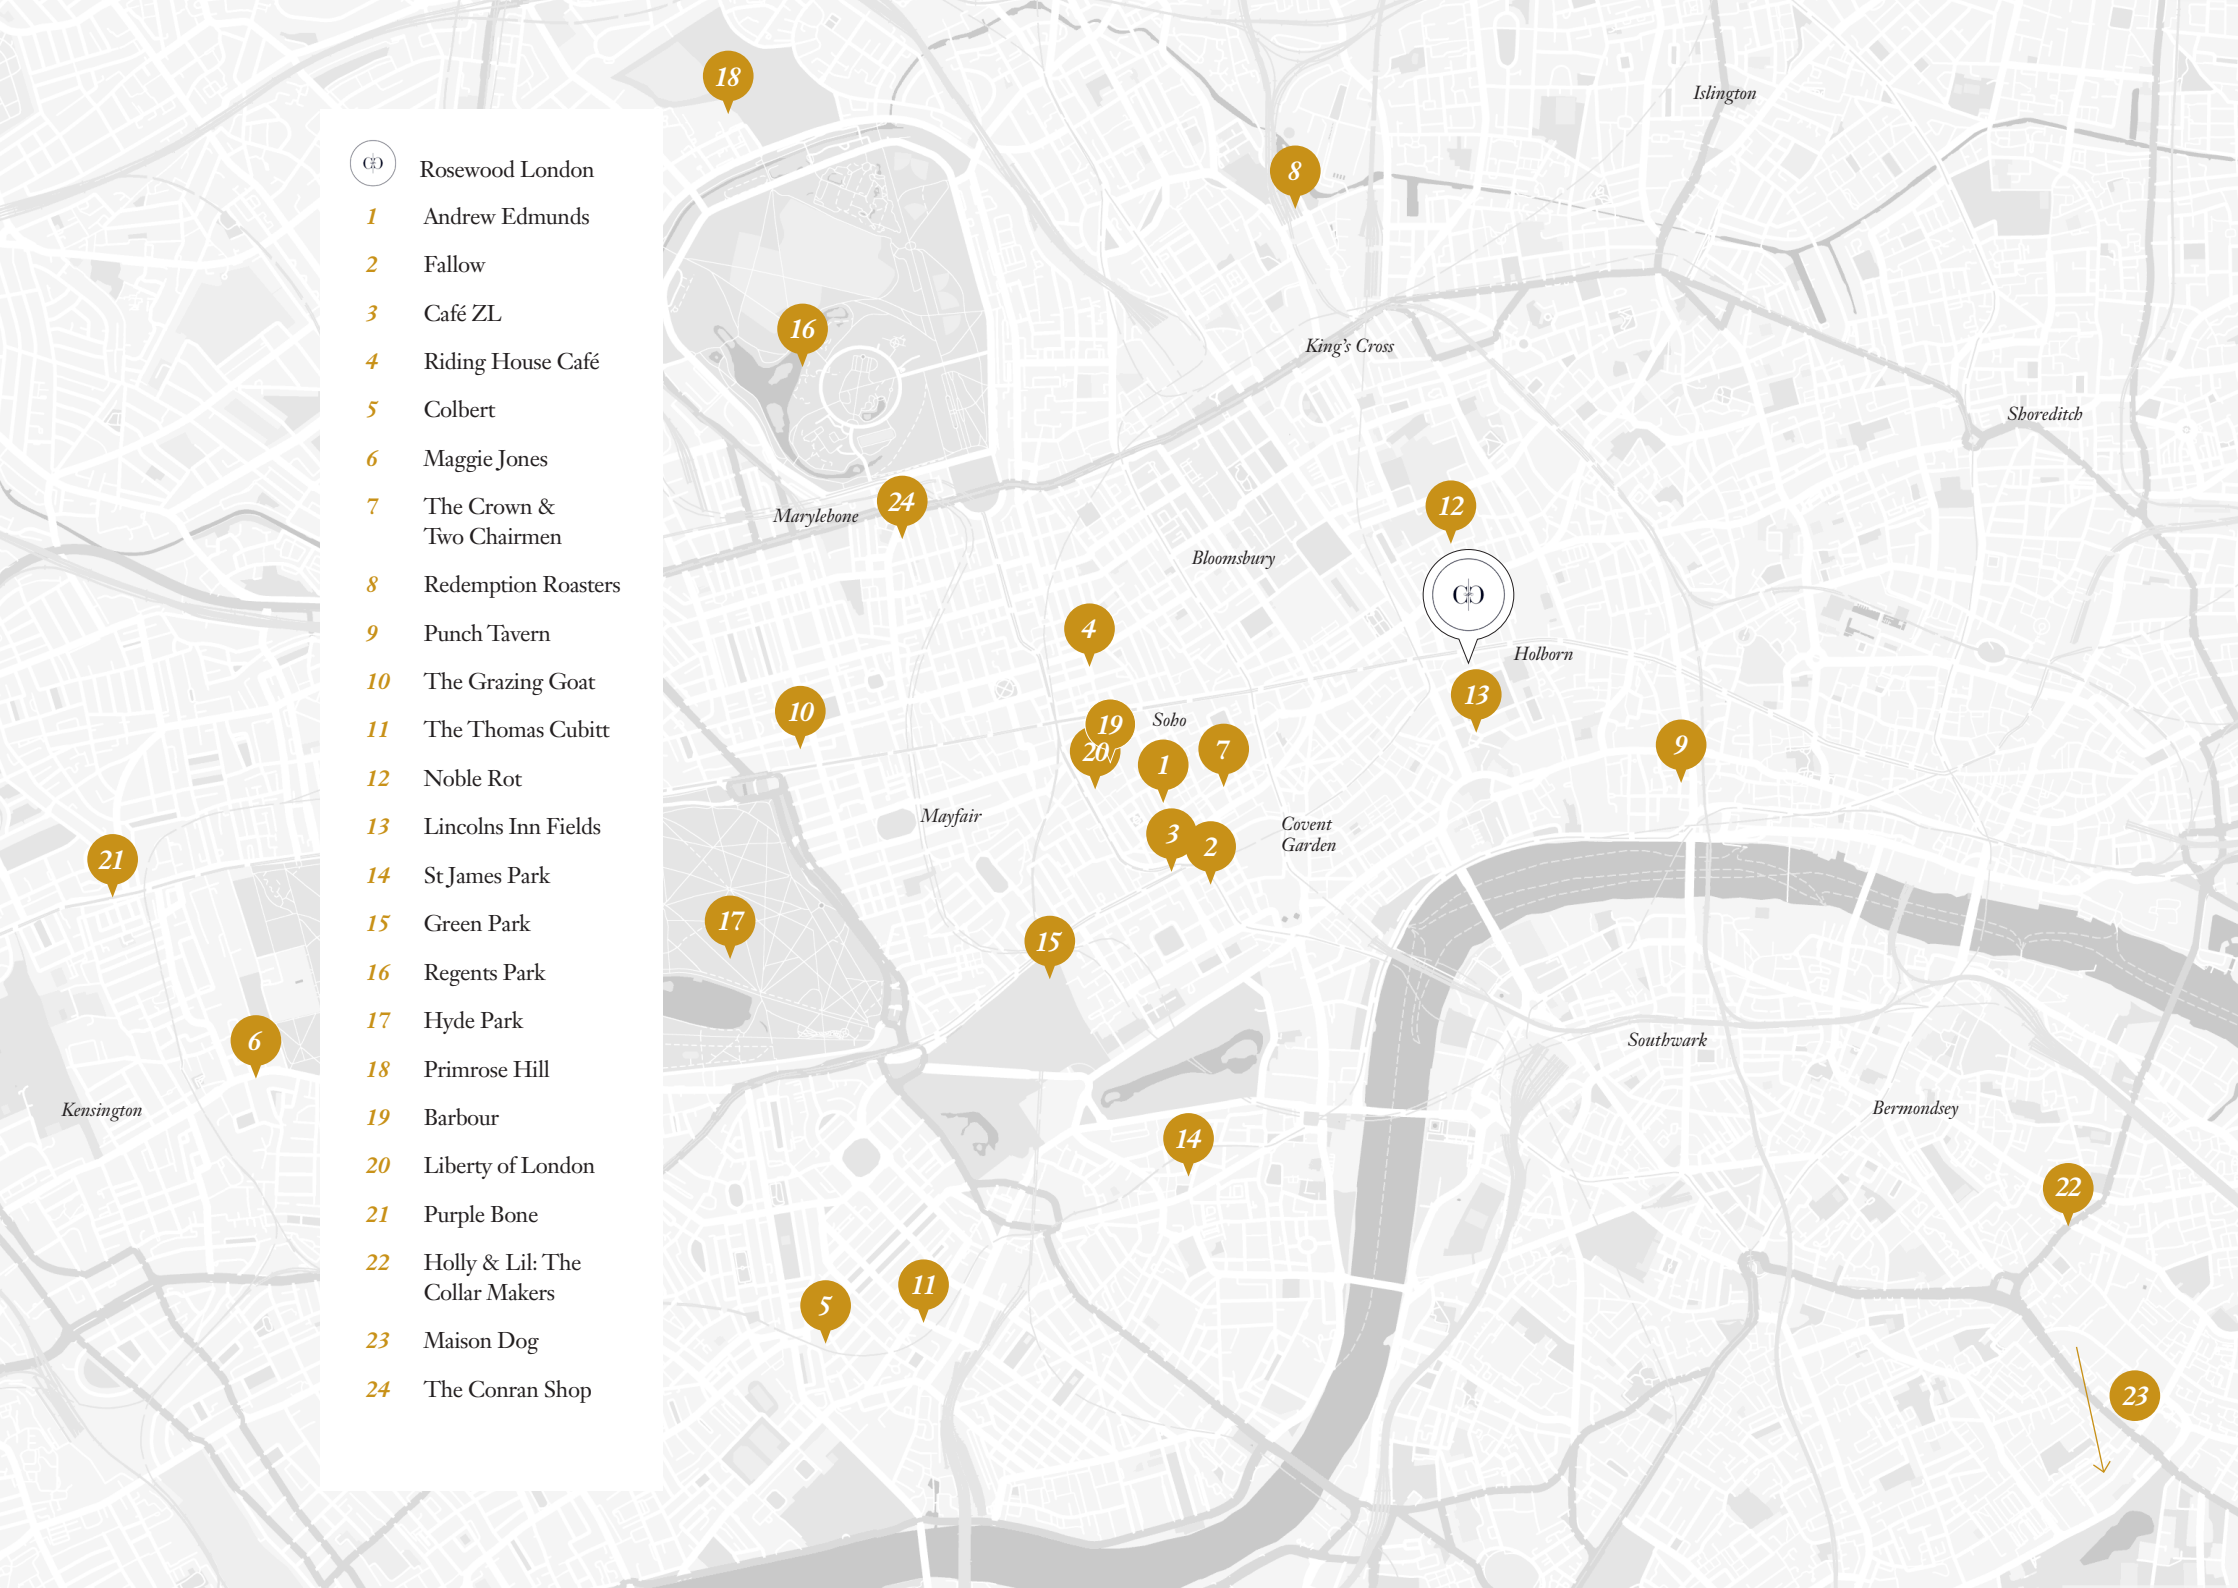 Rosewood London
1 Andrew Edmunds
2 Fallow
3 Café ZL
4 Riding House Café
5 Colbert
6 Maggie Jones
7 The Crown &
Two Chairmen
8 Redemption Roasters
9 Punch Tavern
10 The Grazing Goat
11 The Thomas Cubitt
12 Noble Rot
13 Lincolns Inn Fields
14 St James Park
15 Green Park
16 Regents Park
17 Hyde Park
18 Primrose Hill
19 Barbour
20 Liberty of London
21 Purple Bone
22 Holly & Lil: The
Collar Makers
23 Maison Dog
24 The Conran Shop
18
Islington
8
16
King's Cross
Shoreditch
24
Marylebone
12
Bloomsbury
4
Holborn
13
10
19
Soho
20
1
7
9
Mayfair
3
2
Covent
Garden
21
17
15
6
Southwark
Kensington
Bermondsey
14
22
5
11
23